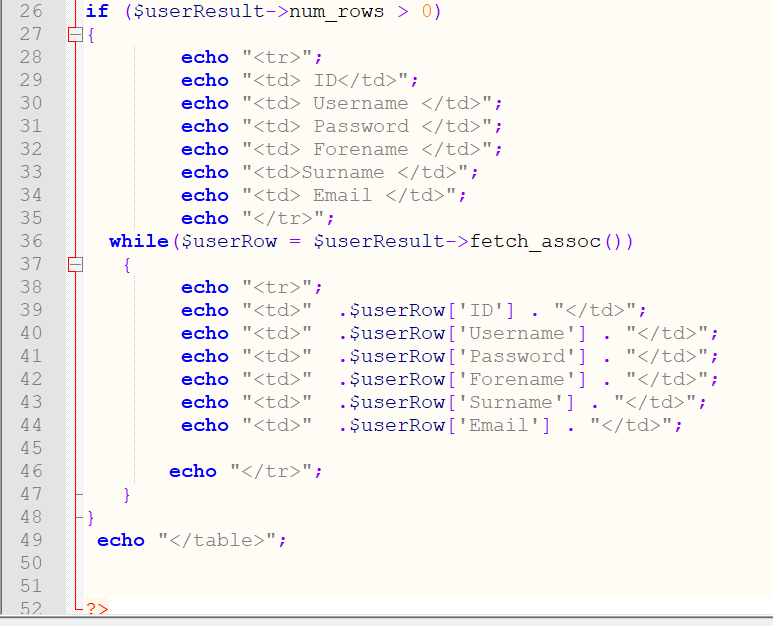 26 if ($userResult->num_rows > 0)
27 {
28 echo "<tr>";
29 echo "<td> ID</td>";
30 echo "<td> Username </td>";
31 echo "<td> Password </td>";
32 echo "<td> Forename </td>";
33 echo "<td>Surname </td>";
34 echo "<td> Email </td>";
35 echo "</tr>";
36 while($userRow = $userResult->fetch_assoc())
37 {
38 echo "<tr>";
39 echo "<td>" .$userRow['ID'] . "</td>";
40 echo "<td>" .$userRow['Username'] . "</td>";
41 echo "<td>" .$userRow['Password'] . "</td>";
42 echo "<td>" .$userRow['Forename'] . "</td>";
43 echo "<td>" .$userRow['Surname'] . "</td>";
44 echo "<td>" .$userRow['Email'] . "</td>";
45
46 echo "</tr>";
47 }
48 }
49 echo "</table>";
50
51
52 ?>